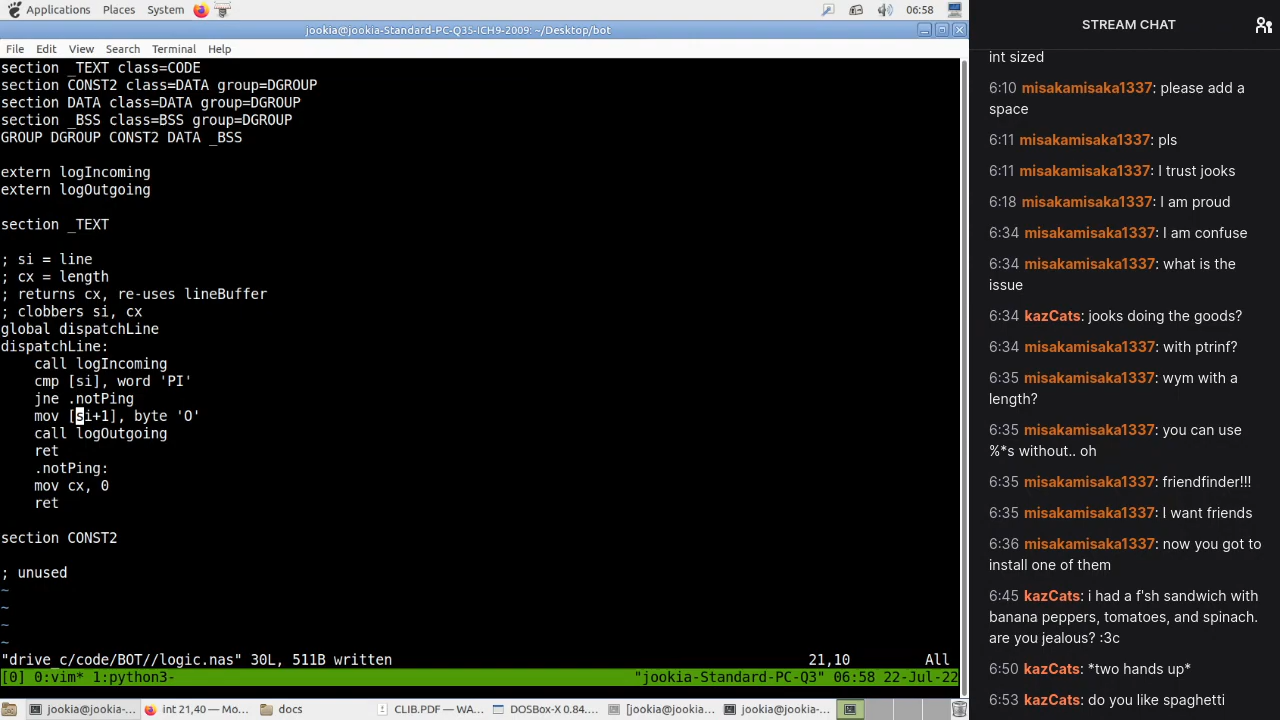 Applications Places System 06:58
jookia@jookia-Standard-PC-Q35-ICH9-2009: ~/Desktop/bot
File Edit View Search Terminal Help
section _TEXT class=CODE
section CONST2 class=DATA group=DGROUP
section DATA class=DATA group=DGROUP
section _BSS class=BSS group=DGROUP
GROUP DGROUP CONST2 DATA _BSS
extern logIncoming
extern logOutgoing
section _TEXT
; si = line
; cx = length
; returns cx, re-uses lineBuffer
; clobbers si, cx
global dispatchLine
dispatchLine:
call logIncoming
cmp [si], word 'PI'
jne .notPing
mov [si+1], byte 'O'
call logOutgoing
ret
.notPing:
mov cx, 0
ret
section CONST2
; unused
~
~
~
~
"drive_c/code/BOT//logic.nas" 30L, 511B written 21,10 All
[0] 0:vim* 1:python3- "jookia-Standard-PC-Q3" 06:58 22-Jul-22
jookia@jookia-... int 21,40 — Mo... docs CLIB.PDF — WA... DOSBox-X 0.84.... [jookia@jookia... jookia@jookia-...
STREAM CHAT
int sized
6:10 misakamisaka1337: please add a
space
6:11 misakamisaka1337: pls
6:11 misakamisaka1337: I trust jooks
6:18 misakamisaka1337: I am proud
6:34 misakamisaka1337: I am confuse
6:34 misakamisaka1337: what is the
issue
6:34 kazCats: jooks doing the goods?
6:34 misakamisaka1337: with ptrinf?
6:35 misakamisaka1337: wym with a
length?
6:35 misakamisaka1337: you can use
%*s without.. oh
6:35 misakamisaka1337: friendfinder!!!
6:35 misakamisaka1337: I want friends
6:36 misakamisaka1337: now you got to
install one of them
6:45 kazCats: i had a f'sh sandwich with
banana peppers, tomatoes, and spinach.
are you jealous? :3c
6:50 kazCats: *two hands up*
6:53 kazCats: do you like spaghetti